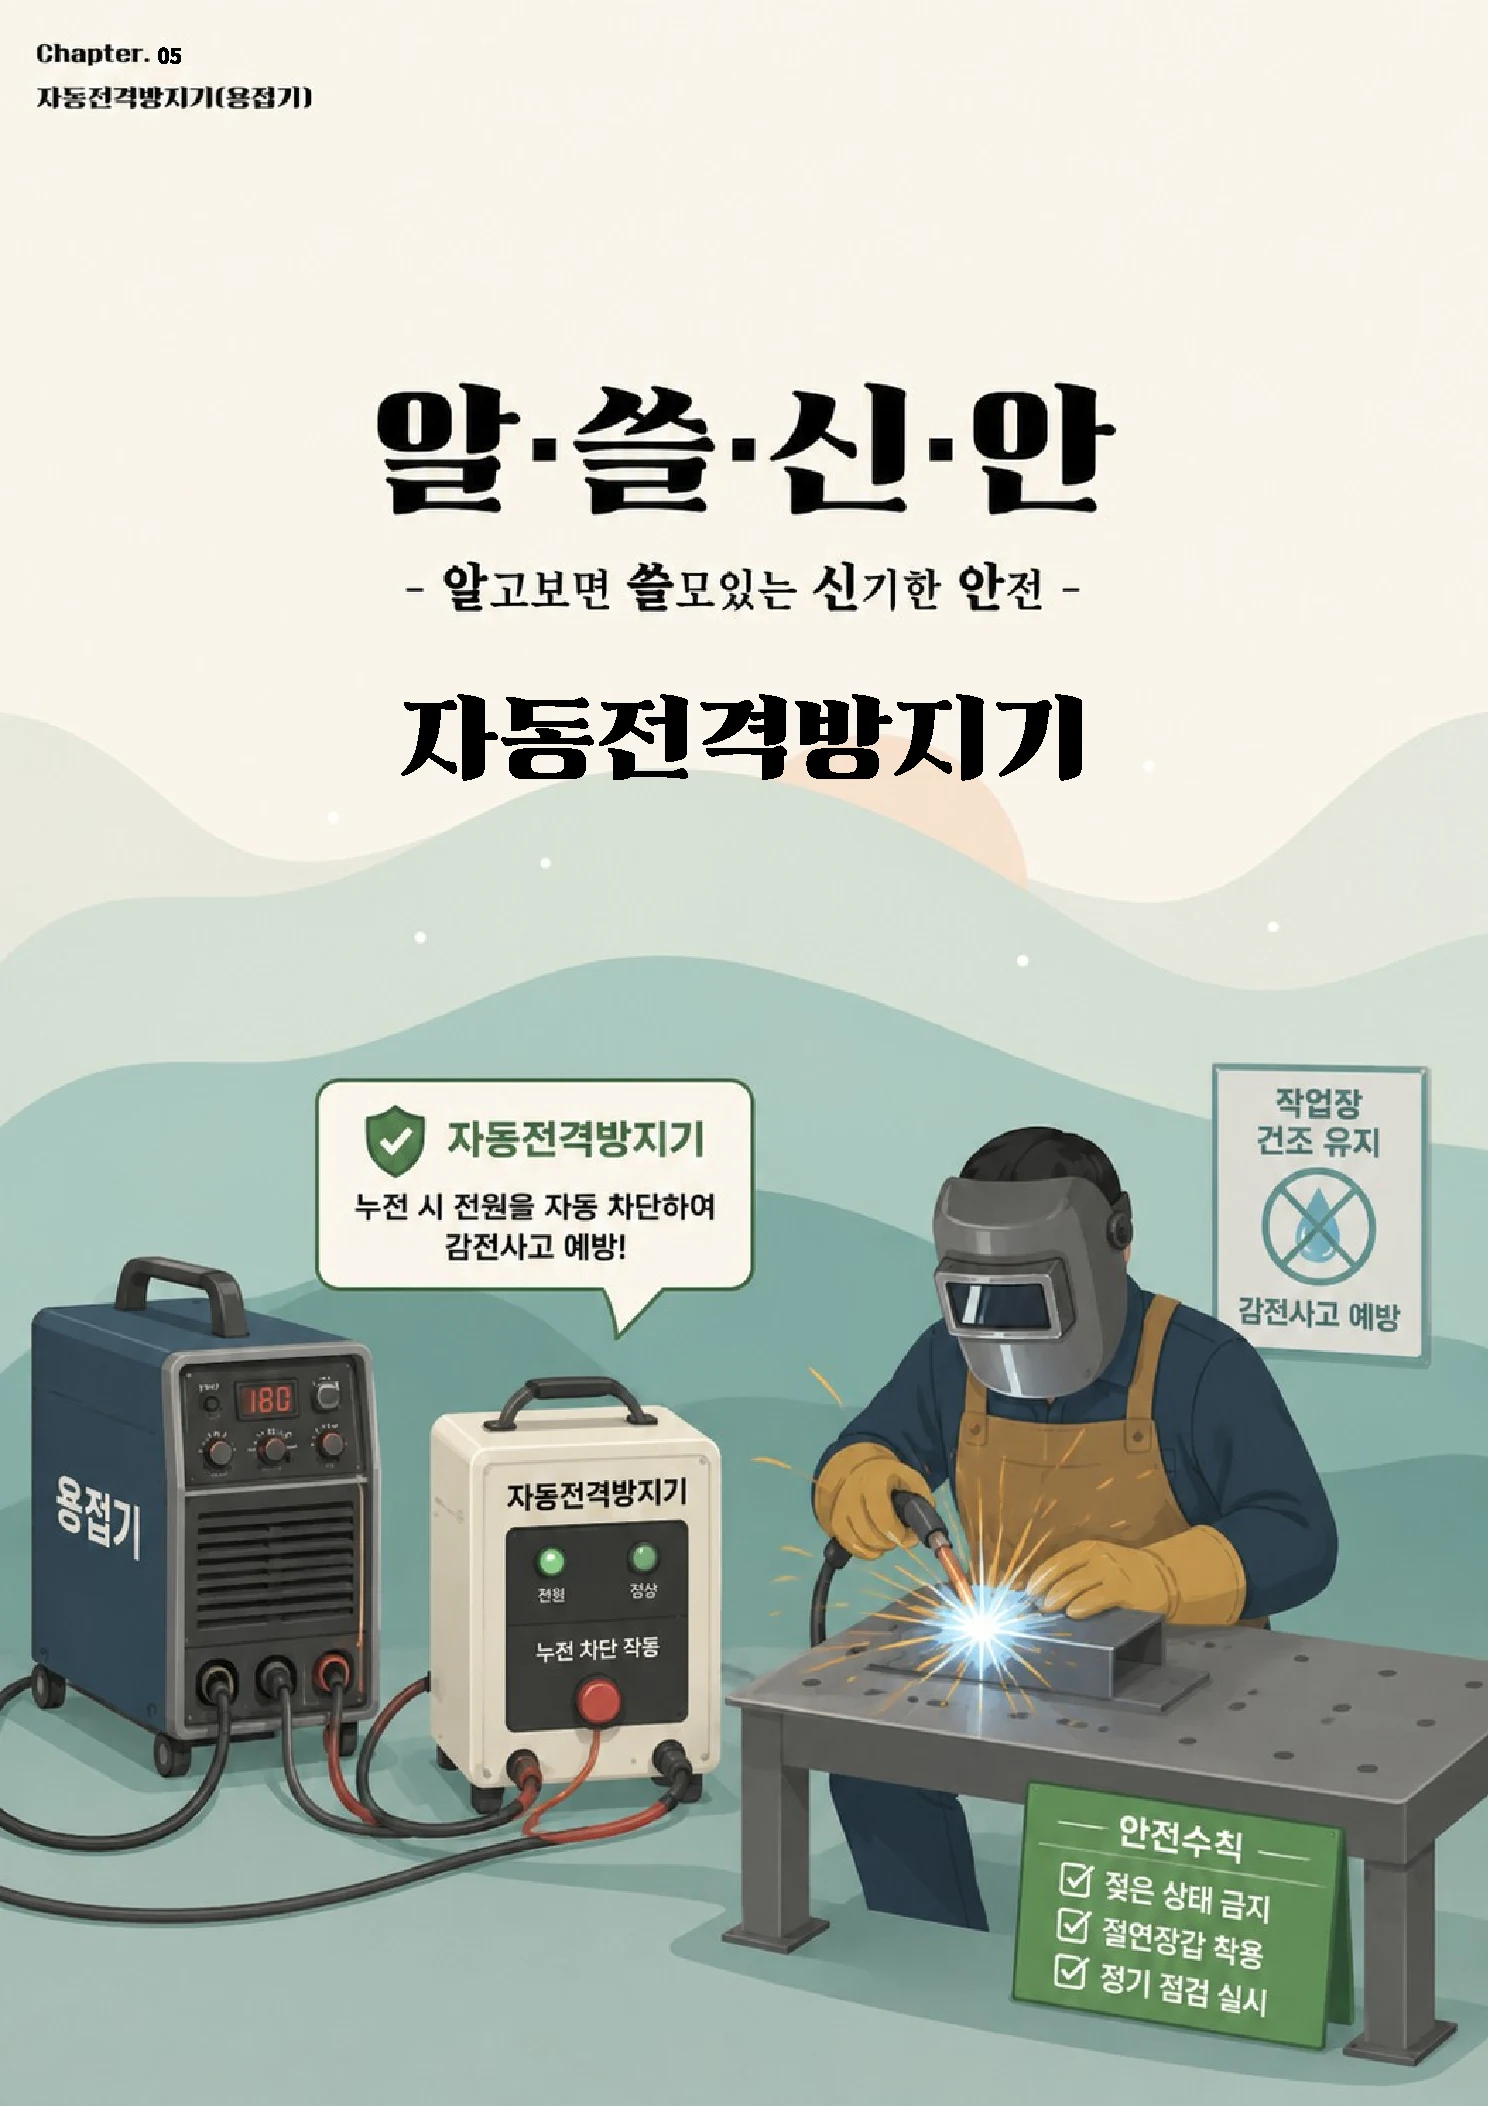 Chapter. 05
자동전격방지기(용접기)
알·쓸·신·안
- 알고보면 쓸모있는 신기한 안전 -
자동전격방지기
자동전격방지기
누전 시 전원을 자동 차단하여
감전사고 예방!
작업장
건조 유지
감전사고 예방
180
용접기
자동전격방지기
전원 정상
누전 차단 작동
안전수칙
젖은 상태 금지
절연장갑 착용
정기 점검 실시